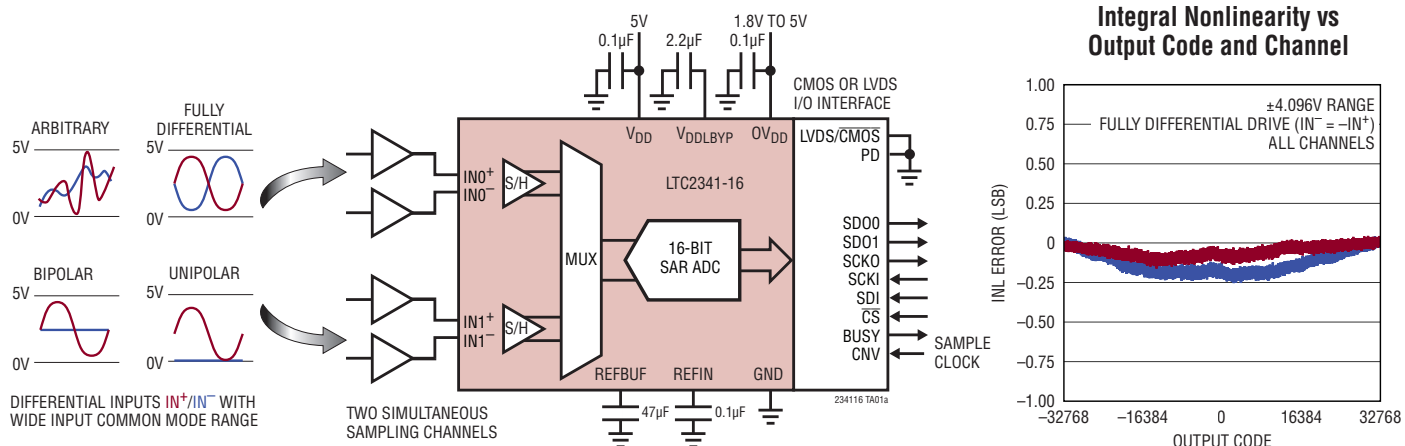 ARBITRARY
5V
0V
FULLY
DIFFERENTIAL
5V
0V
BIPOLAR
5V
0V
UNIPOLAR
5V
0V
DIFFERENTIAL INPUTS IN+/IN– WITH
WIDE INPUT COMMON MODE RANGE
TWO SIMULTANEOUS
SAMPLING CHANNELS
5V
0.1µF
2.2µF
1.8V TO 5V
0.1µF
CMOS OR LVDS
I/O INTERFACE
VDD
VDDLBYP
OVDD
LTC2341-16
IN0+
IN0–
S/H
IN1+
IN1–
S/H
MUX
16-BIT
SAR ADC
LVDS/CMOS
PD
SDO0
SDO1
SCKO
SCKI
SDI
CS
BUSY
CNV
SAMPLE
CLOCK
REFBUF
REFIN
GND
47µF
0.1µF
234116 TA01a
Integral Nonlinearity vs
Output Code and Channel
±4.096V RANGE
FULLY DIFFERENTIAL DRIVE (IN– = –IN+)
ALL CHANNELS
INL ERROR (LSB)
1.00
0.75
0.50
0.25
0
–0.25
–0.50
–0.75
–1.00
–32768
–16384
0
16384
32768
OUTPUT CODE